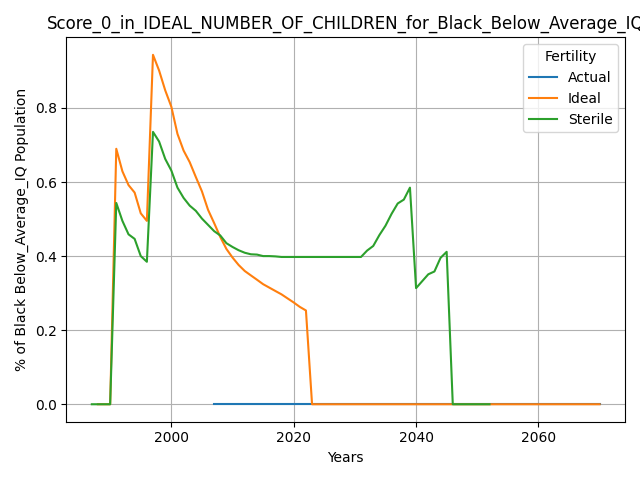 Score_0_in_IDEAL_NUMBER_OF_CHILDREN_for_Black_Below_Average_IQ
Fertility
Actual
Ideal
Sterile
% of Black Below_Average_IQ Population
0.8
0.6
0.4
0.2
0.0
2000 2020 2040 2060
Years